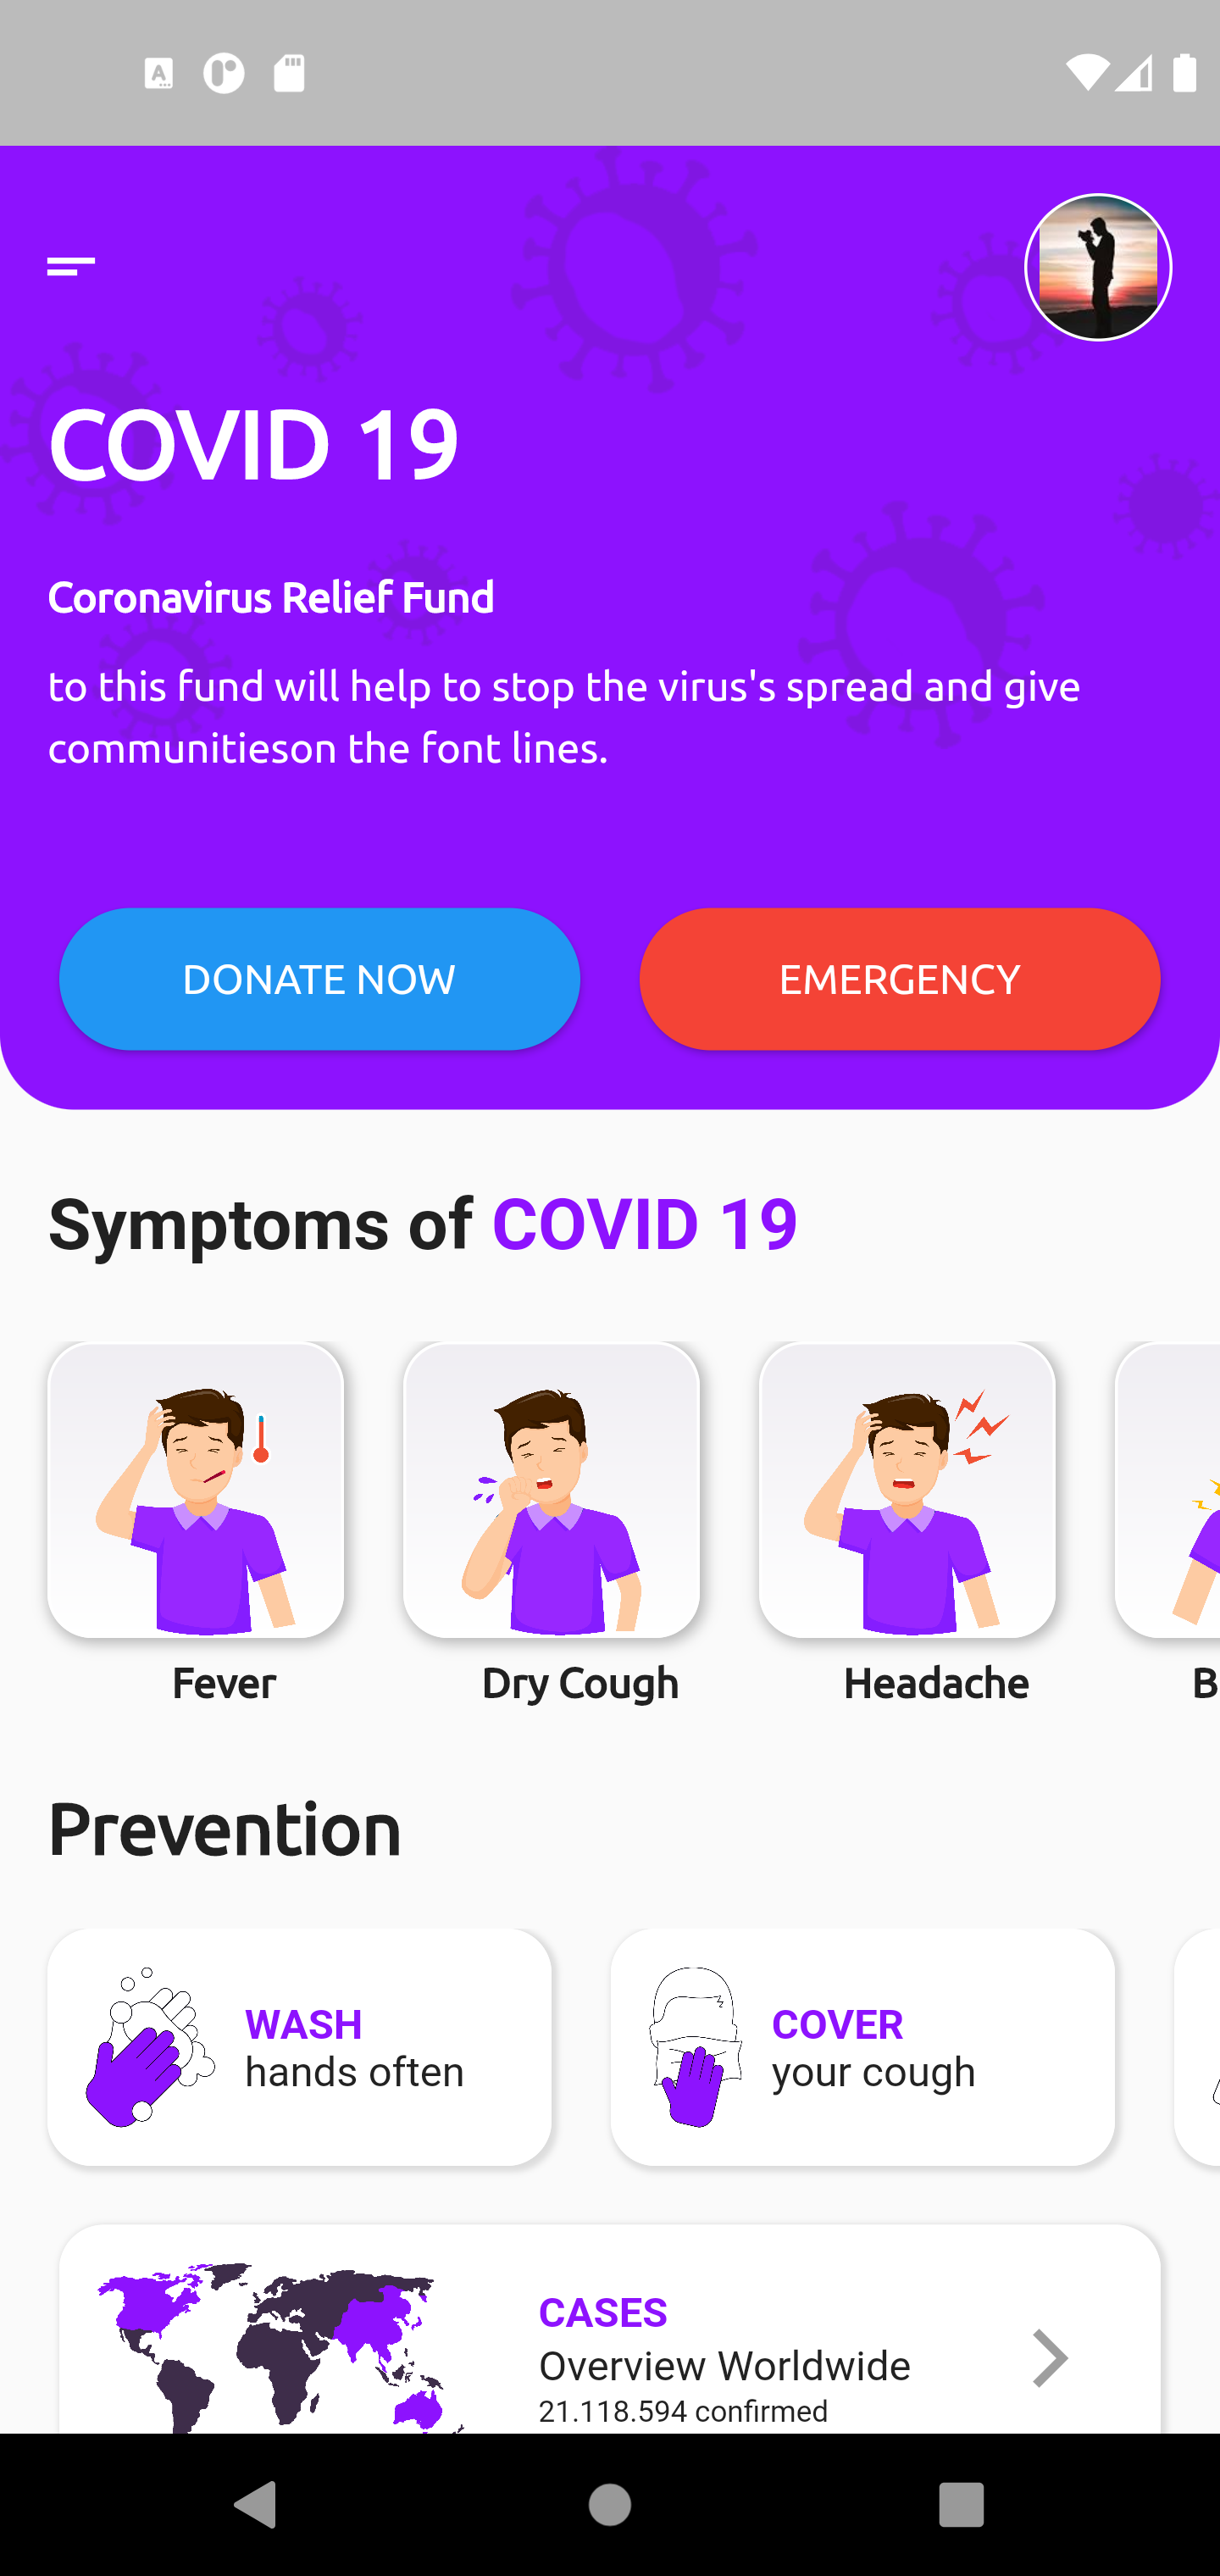 COVID 19
Coronavirus Relief Fund
to this fund will help to stop the virus's spread and give
communitieson the font lines.
DONATE NOW
EMERGENCY
Symptoms of COVID 19
Fever
Dry Cough
Headache
B
Prevention
WASH
hands often
COVER
your cough
CASES
Overview Worldwide
21.118.594 confirmed